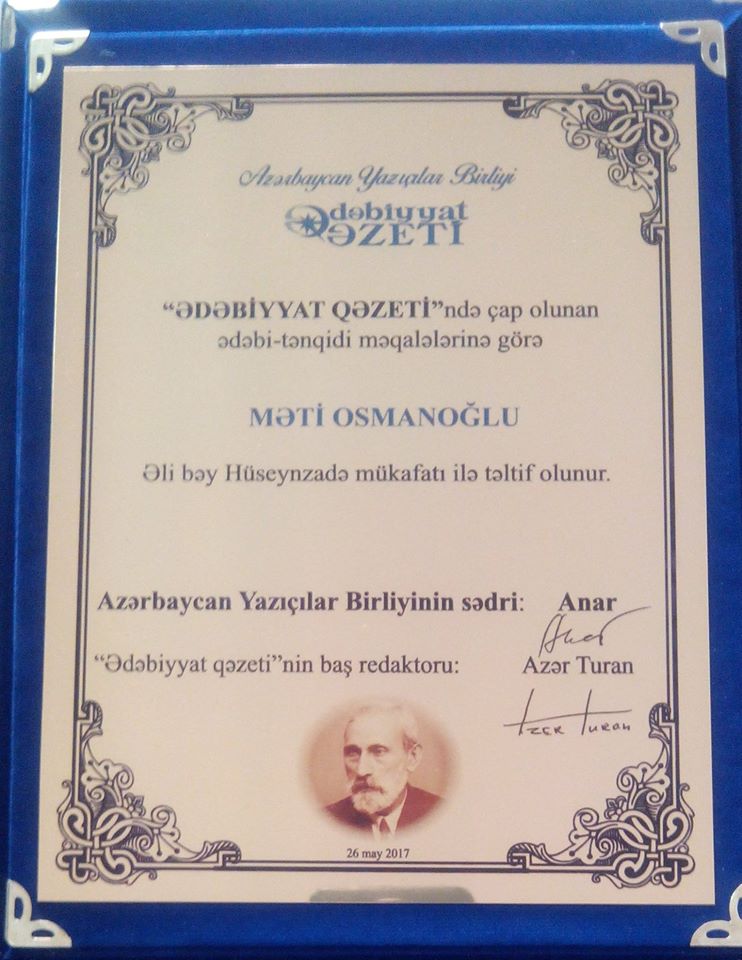 Azərbaycan Yazıçılar Birliyi
Ədəbiyyat
QƏZETİ
“ƏDƏBİYYAT QƏZETİ”ndə çap olunan
ədəbi-tənqidi məqalələrinə görə
MƏTİ OSMANOĞLU
Əli bəy Hüseynzadə mükafatı ilə təltif olunur.
Azərbaycan Yazıçılar Birliyinin sədri: Anar
Anar
“Ədəbiyyat qəzeti”nin baş redaktoru: Azər Turan
Azər Turan
26 may 2017